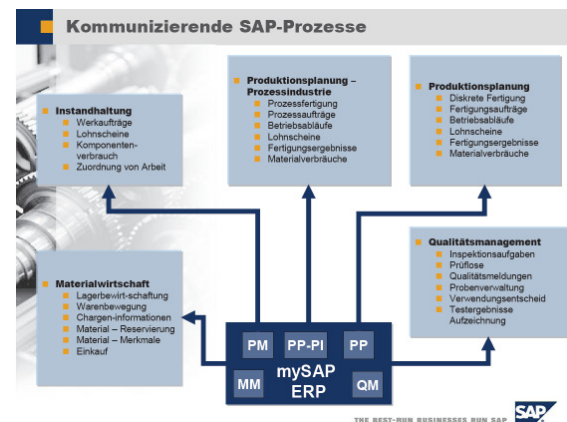 Kommunizierende SAP-Prozesse
Instandhaltung
Werkaufträge
Lohnscheine
Komponenten-
verbrauch
Zuordnung von Arbeit
Produktionsplanung –
Prozessindustrie
Prozessfertigung
Prozessaufträge
Betriebsabläufe
Lohnscheine
Fertigungsergebnisse
Materialverbräuche
Produktionsplanung
Diskrete Fertigung
Fertigungsaufträge
Betriebsabläufe
Lohnscheine
Fertigungsergebnisse
Materialverbräuche
Materialwirtschaft
Lagerbewirt-schaftung
Warenbewegung
Chargen-informationen
Material – Reservierung
Material – Merkmale
Einkauf
Qualitätsmanagement
Inspektionsaufgaben
Prüflose
Qualitätsmeldungen
Probenverwaltung
Verwendungsentscheid
Testergebnisse
Aufzeichnung
PM PP-PI PP
mySAP
MM ERP QM
THE BEST-RUN BUSINESSES RUN SAP
SAP